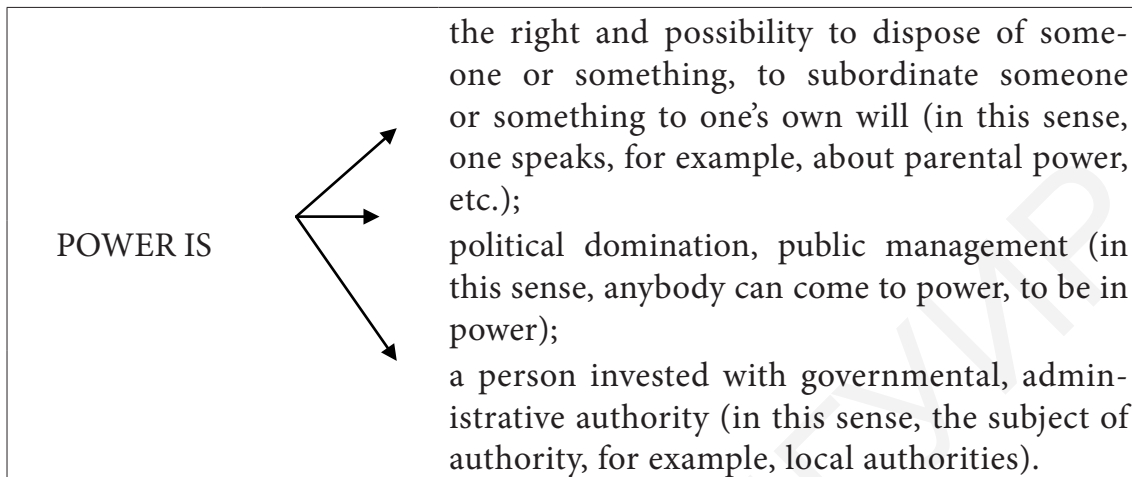 the right and possibility to dispose of some-
one or something, to subordinate someone
or something to one’s own will (in this sense,
one speaks, for example, about parental power,
etc.);
POWER IS
political domination, public management (in
this sense, anybody can come to power, to be in
power);
a person invested with governmental, admin-
istrative authority (in this sense, the subject of
authority, for example, local authorities).
ГУИР